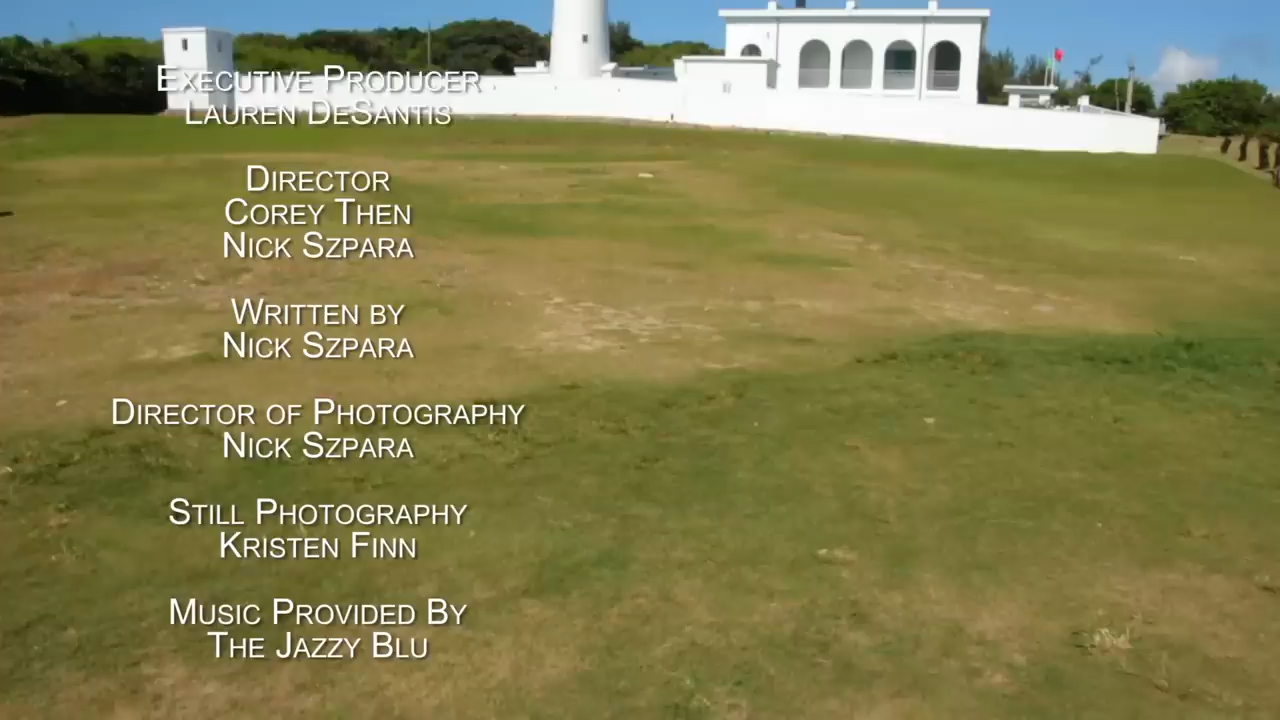 Executive Producer
Lauren DeSantis
Director
Corey Then
Nick Szpara
Written by
Nick Szpara
Director of Photography
Nick Szpara
Still Photography
Kristen Finn
Music Provided By
The Jazzy Blu